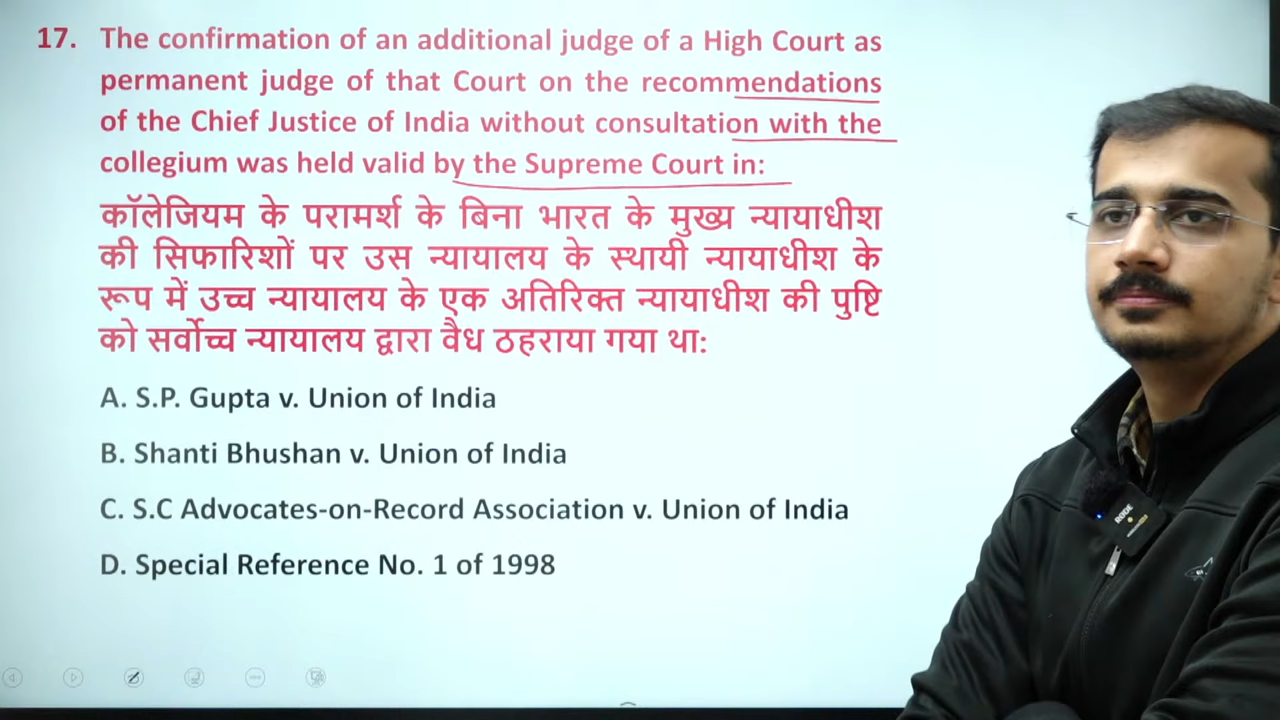 17. The confirmation of an additional judge of a High Court as
permanent judge of that Court on the recommendations
of the Chief Justice of India without consultation with the
collegium was held valid by the Supreme Court in:
कॉलेजियम के परामर्श के बिना भारत के मुख्य न्यायाधीश
की सिफारिशों पर उस न्यायालय के स्थायी न्यायाधीश के
रूप में उच्च न्यायालय के एक अतिरिक्त न्यायाधीश की पुष्टि
को सर्वोच्च न्यायालय द्वारा वैध ठहराया गया था:
A. S.P. Gupta v. Union of India
B. Shanti Bhushan v. Union of India
C. S.C Advocates-on-Record Association v. Union of India
D. Special Reference No. 1 of 1998
RODE